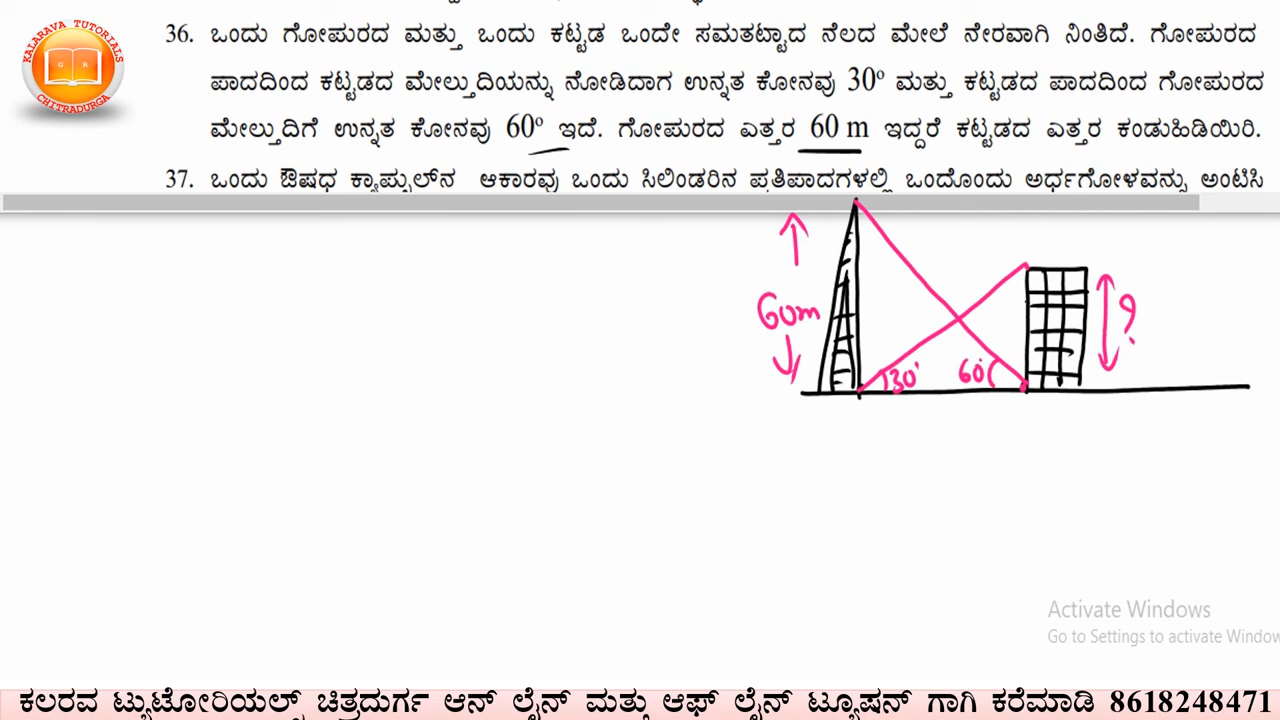 KALARAVA TUTORIALS
G K
CHITRADURGA
36. ಒಂದು ಗೋಪುರದ ಮತ್ತು ಒಂದು ಕಟ್ಟಡ ಒಂದೇ ಸಮತಟ್ಟಾದ ನೆಲದ ಮೇಲೆ ನೇರವಾಗಿ ನಿಂತಿದೆ. ಗೋಪುರದ
ಪಾದದಿಂದ ಕಟ್ಟಡದ ಮೇಲ್ತುದಿಯನ್ನು ನೋಡಿದಾಗ ಉನ್ನತ ಕೋನವು 30° ಮತ್ತು ಕಟ್ಟಡದ ಪಾದದಿಂದ ಗೋಪುರದ
ಮೇಲ್ತುದಿಗೆ ಉನ್ನತ ಕೋನವು 60° ಇದೆ. ಗೋಪುರದ ಎತ್ತರ 60 m ಇದ್ದರೆ ಕಟ್ಟಡದ ಎತ್ತರ ಕಂಡುಹಿಡಿಯಿರಿ.
37. ಒಂದು ಔಷಧ ಕ್ಯಾಪ್ಸುಲ್‌ನ ಆಕಾರವು ಒಂದು ಸಿಲಿಂಡರಿನ ಪ್ರತಿಪಾದಗಳಲ್ಲಿ ಒಂದೊಂದು ಅರ್ಧಗೋಳವನ್ನು ಅಂಟಿಸಿ
60m
?
30°
60°
Activate Windows
Go to Settings to activate Window
ಕಲರವ ಟ್ಯುಟೋರಿಯಲ್ಸ್ ಚಿತ್ರದುರ್ಗ ಆನ್ ಲೈನ್ ಮತ್ತು ಆಫ್ ಲೈನ್ ಟ್ಯೂಷನ್ ಗಾಗಿ ಕರೆಮಾಡಿ 8618248471